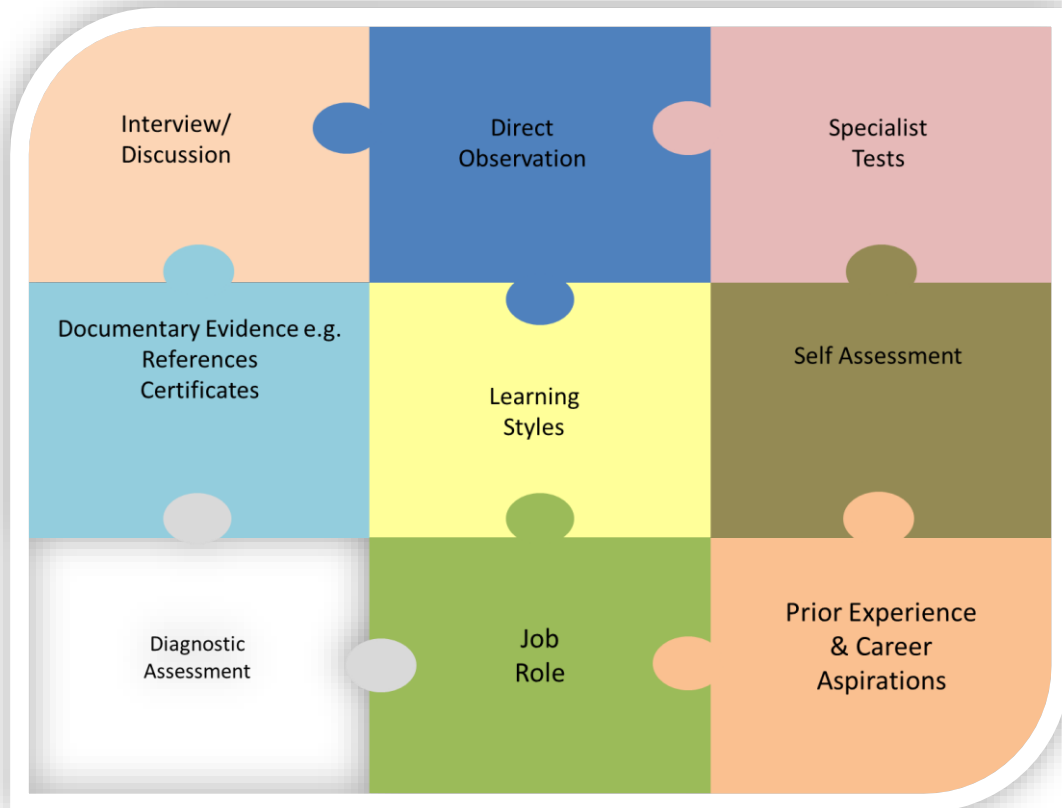 Interview/
Discussion
Direct
Observation
Specialist
Tests
Documentary Evidence e.g.
References
Certificates
Learning
Styles
Self Assessment
Diagnostic
Assessment
Job
Role
Prior Experience
& Career
Aspirations